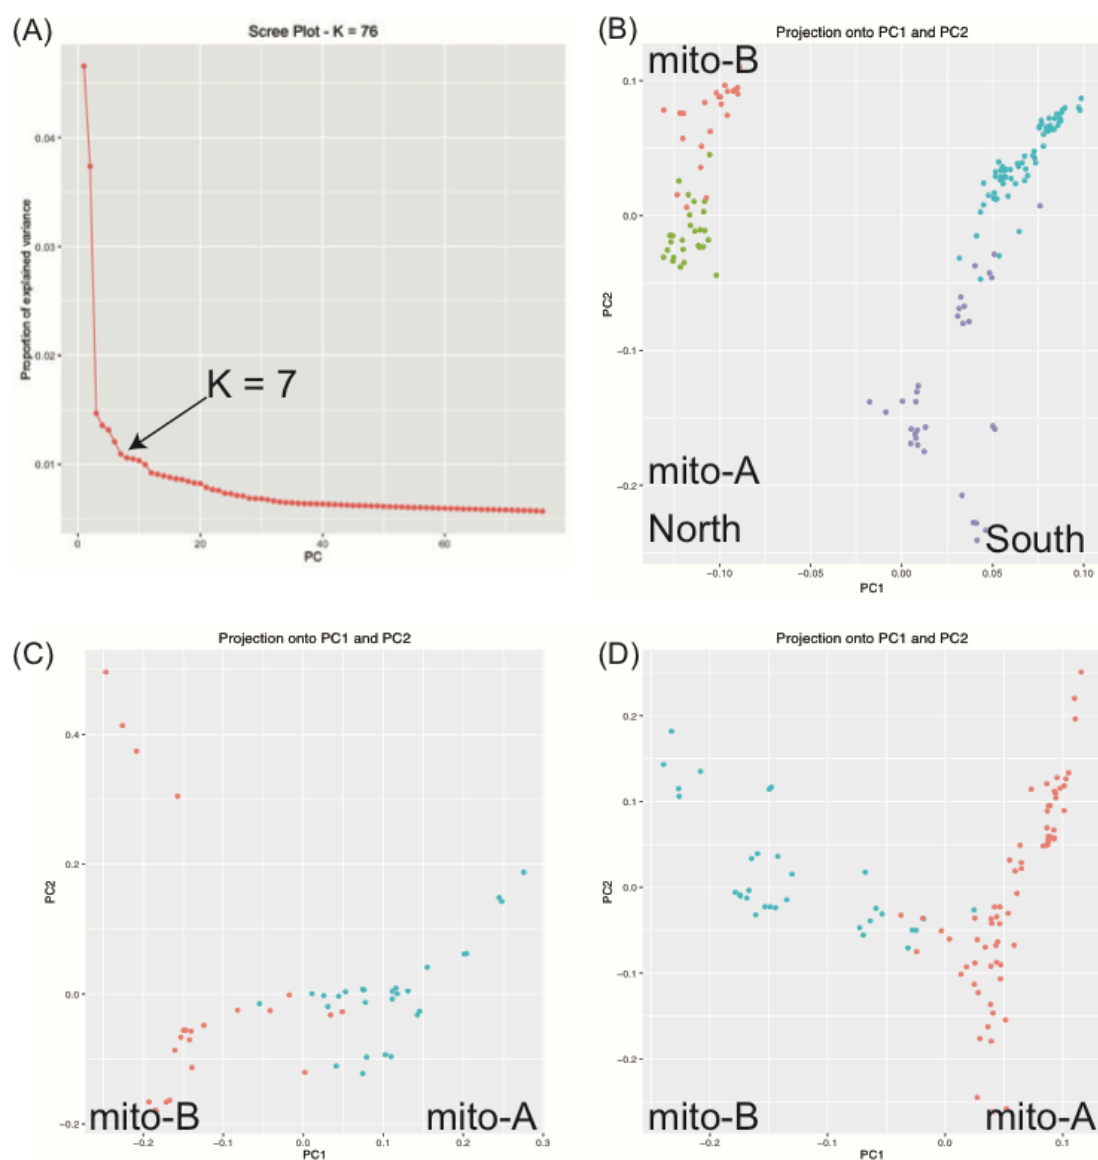 (A)
Scree Plot - K = 76
Proportion of explained variance
0.04
0.03
0.02
0.01
K = 7
0
20
40
60
PC
(B)
Projection onto PC1 and PC2
mito-B
PC2
0.1
0.0
−0.1
−0.2
mito-A
North
South
−0.10
−0.05
0.00
0.05
0.10
PC1
(C)
Projection onto PC1 and PC2
PC2
0.4
0.2
0.0
−0.2
mito-B
mito-A
−0.2
−0.1
0.0
0.1
0.2
0.3
PC1
(D)
Projection onto PC1 and PC2
PC2
0.2
0.1
0.0
−0.1
−0.2
mito-B
mito-A
−0.2
−0.1
0.0
0.1
PC1